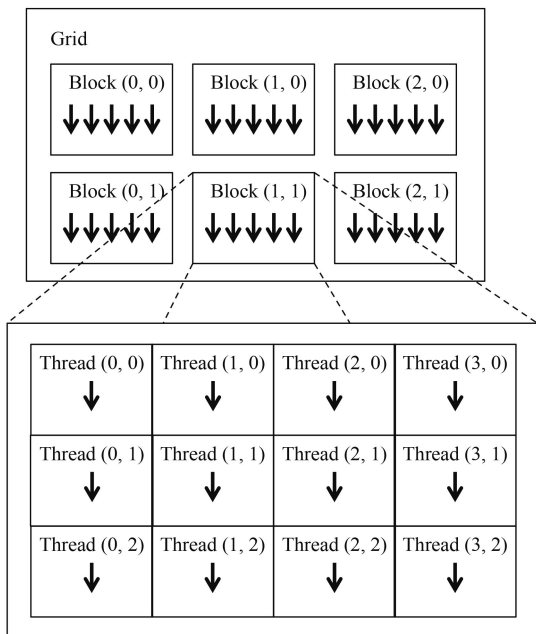 Grid
Block (0, 0) Block (1, 0) Block (2, 0)
Block (0, 1) Block (1, 1) Block (2, 1)
Thread (0, 0) Thread (1, 0) Thread (2, 0) Thread (3, 0)
Thread (0, 1) Thread (1, 1) Thread (2, 1) Thread (3, 1)
Thread (0, 2) Thread (1, 2) Thread (2, 2) Thread (3, 2)